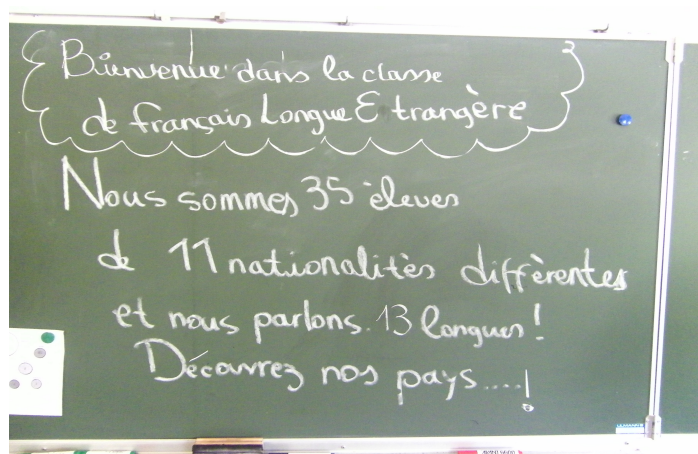 Bienvenue dans la classe
de français Langue Etrangère
Nous sommes 35 élèves
de 11 nationalités différentes
et nous parlons 13 langues !
Découvrez nos pays....!